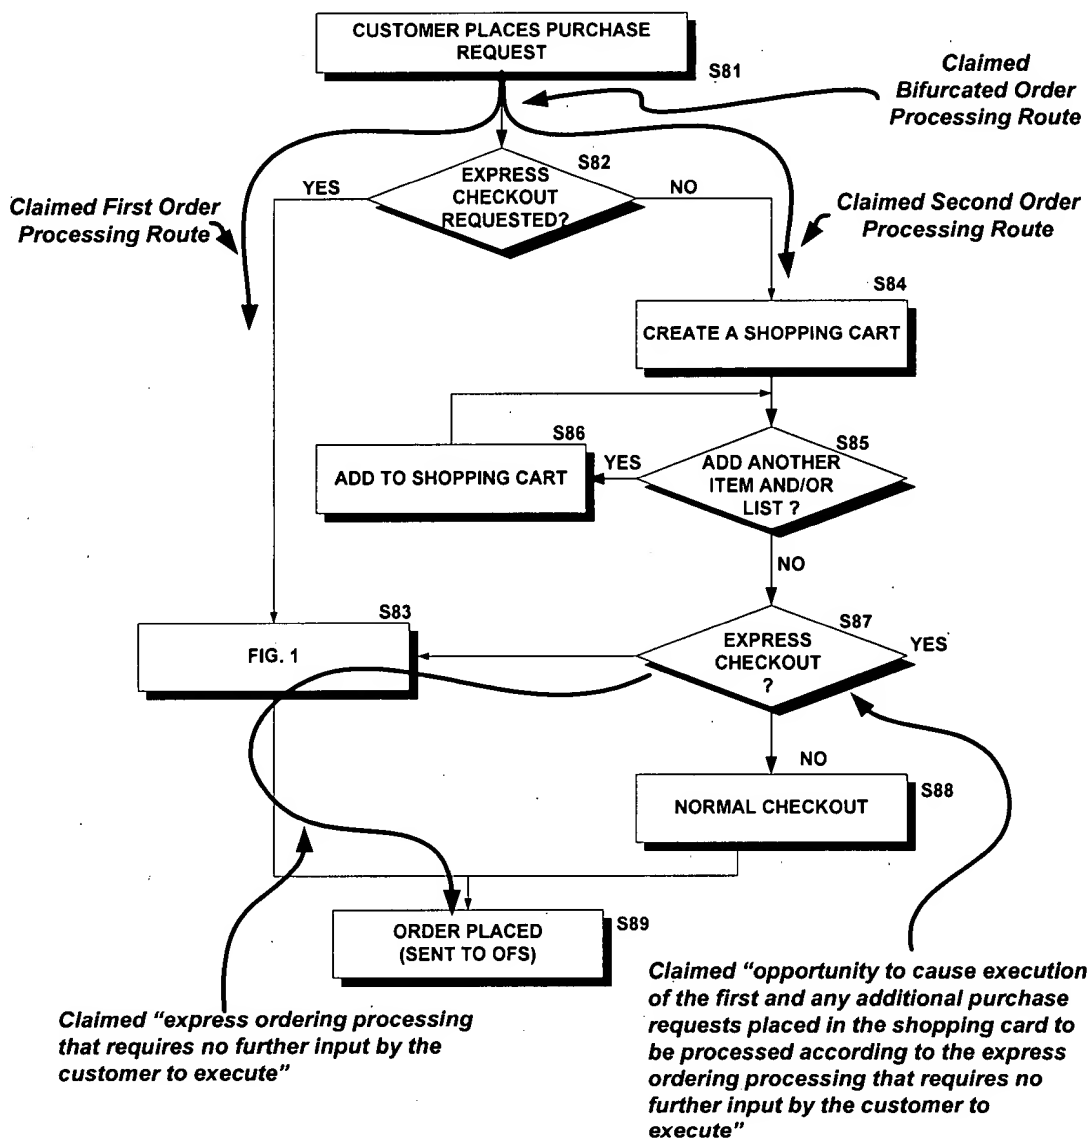 CUSTOMER PLACES PURCHASE
REQUEST
S81
Claimed
Bifurcated Order
Processing Route
S82
EXPRESS
CHECKOUT
REQUESTED?
YES
NO
Claimed First Order
Processing Route
Claimed Second Order
Processing Route
S84
CREATE A SHOPPING CART
S86
ADD TO SHOPPING CART
YES
S85
ADD ANOTHER
ITEM AND/OR
LIST ?
NO
S83
FIG. 1
S87
EXPRESS
CHECKOUT
?
YES
NO
NORMAL CHECKOUT
S88
ORDER PLACED
(SENT TO OFS)
S89
Claimed "express ordering processing
that requires no further input by the
customer to execute"
Claimed "opportunity to cause execution
of the first and any additional purchase
requests placed in the shopping card to
be processed according to the express
ordering processing that requires no
further input by the customer to
execute"